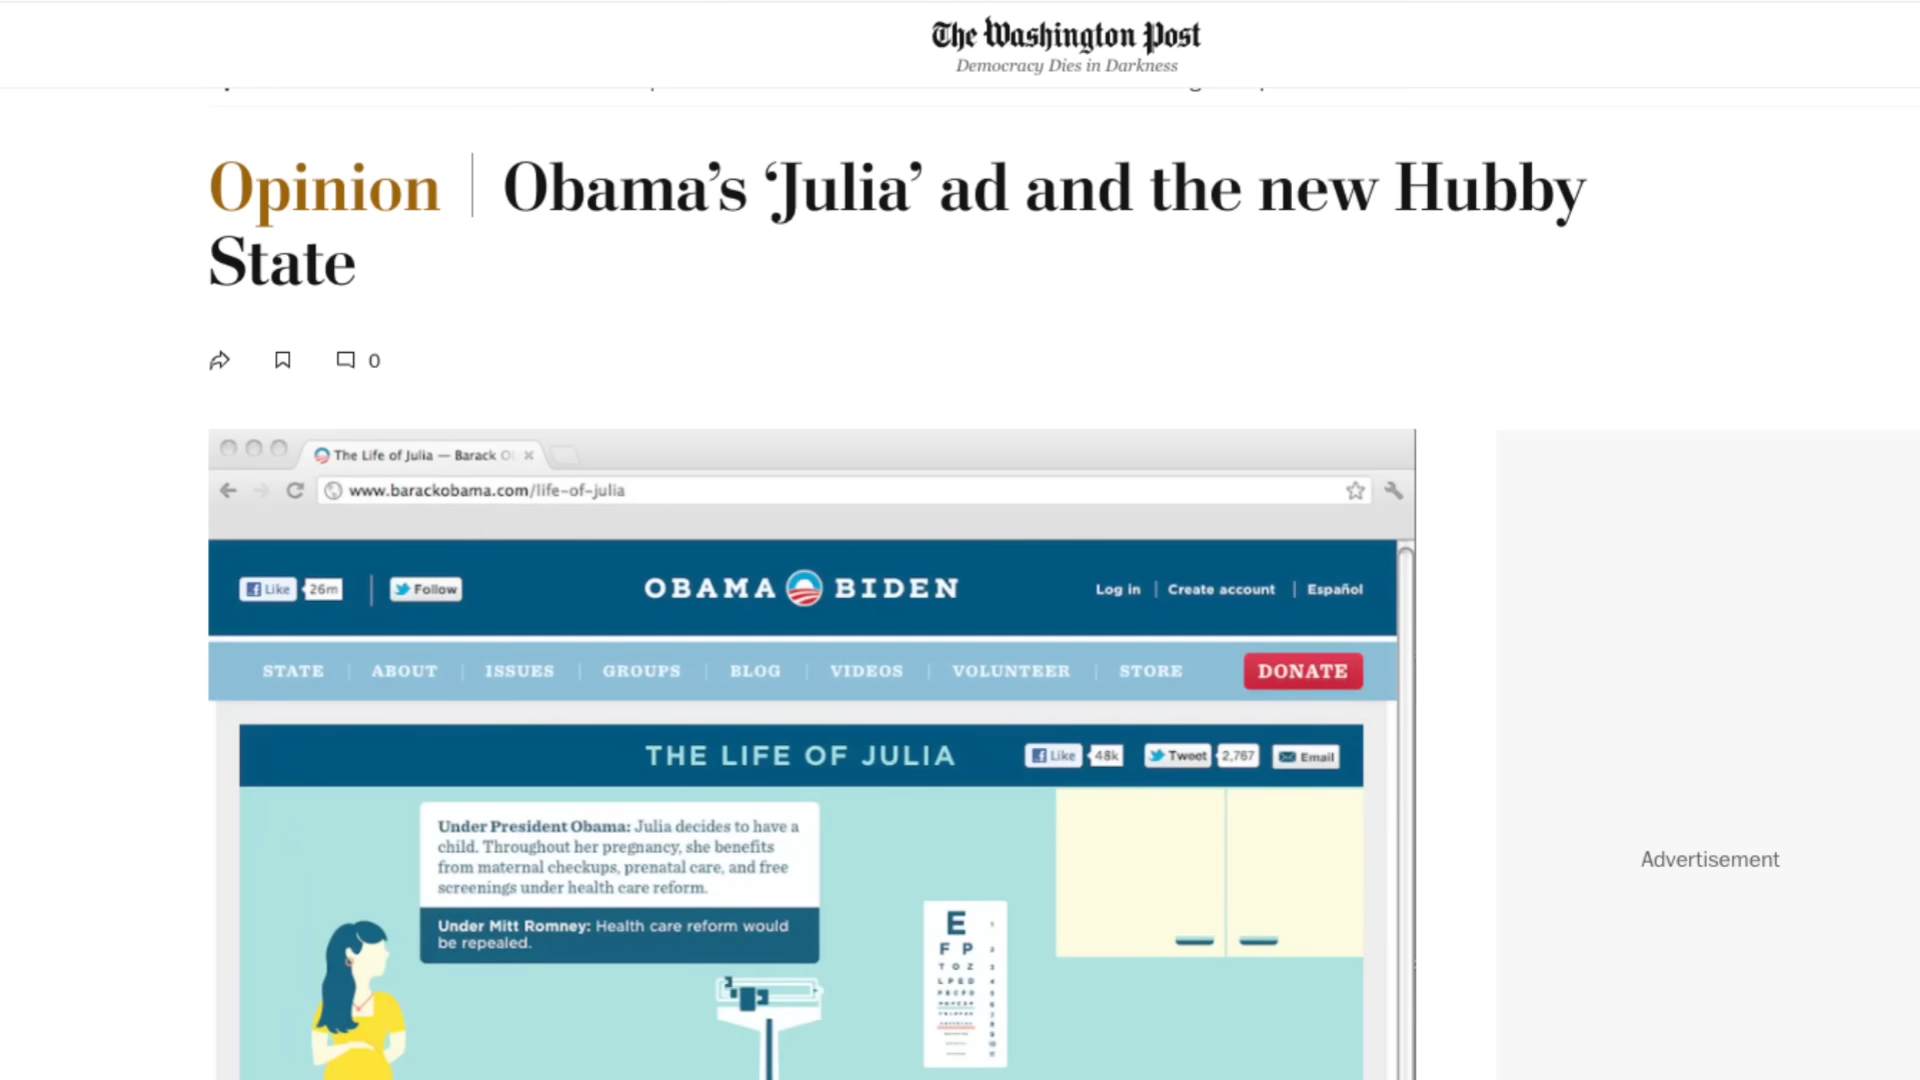 The Washington Post
Democracy Dies in Darkness
Opinion | Obama's ‘Julia’ ad and the new Hubby
State
0
The Life of Julia — Barack O
www.barackobama.com/life-of-julia
Like 26m | Follow
OBAMA BIDEN
Log in | Create account | Español
STATE | ABOUT | ISSUES | GROUPS | BLOG | VIDEOS | VOLUNTEER | STORE
DONATE
THE LIFE OF JULIA
Like 48k Tweet 2,767 Email
Under President Obama: Julia decides to have a
child. Throughout her pregnancy, she benefits
from maternal checkups, prenatal care, and free
screenings under health care reform.
Under Mitt Romney: Health care reform would
be repealed.
E 1
F P 2
T O Z 3
L P E D 4
P E C F D
Advertisement